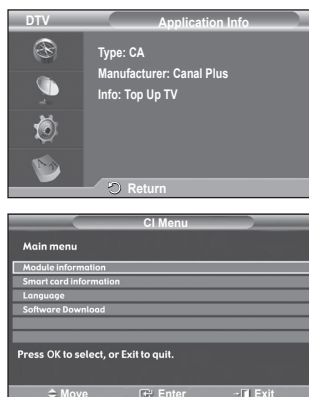 DTV
Application Info
Type: CA
Manufacturer: Canal Plus
Info: Top Up TV
Return
CI Menu
Main menu
Module information
Smart card information
Language
Software Download
Press OK to select, or Exit to quit.
Move Enter Exit